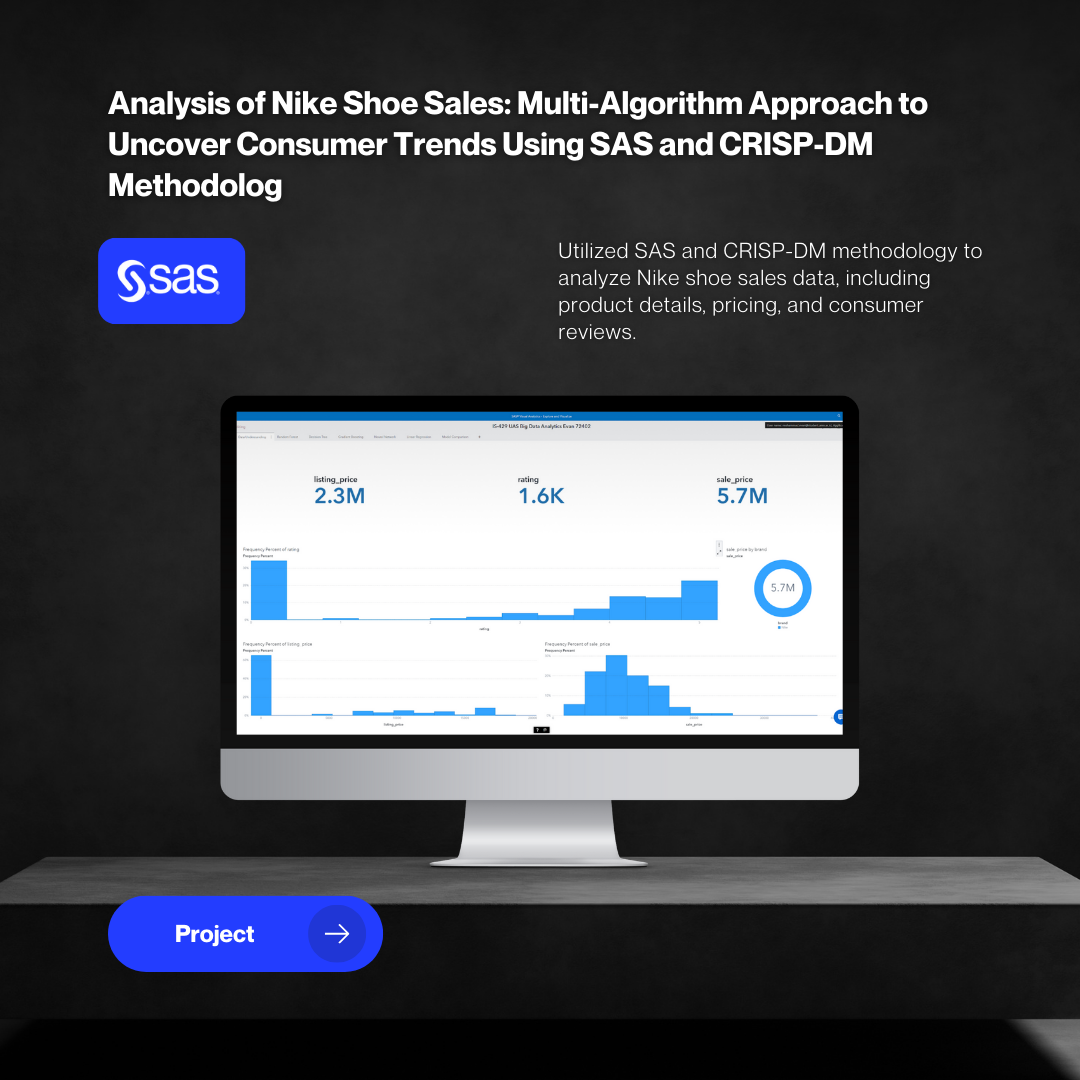 Analysis of Nike Shoe Sales: Multi-Algorithm Approach to
Uncover Consumer Trends Using SAS and CRISP-DM
Methodolog
sas
Utilized SAS and CRISP-DM methodology to
analyze Nike shoe sales data, including
product details, pricing, and consumer
reviews.
IS-429 UAS Big Data Analytics Evan 72402
listing_price
2.3M
rating
1.6K
sale_price
5.7M
Frequency Percent of rating
Frequency Percent
rating
sale_price by brand
sale_price
5.7M
brand
Frequency Percent of listing_price
Frequency Percent
listing_price
Frequency Percent of sale_price
Frequency Percent
sale_price
Project